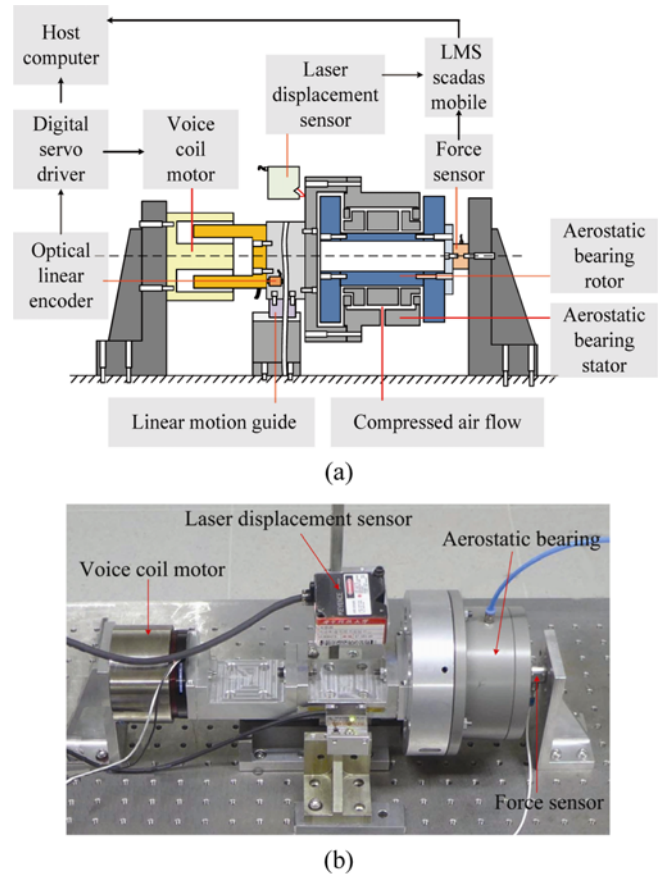 Host
computer
Digital
servo
driver
Optical
linear
encoder
Voice
coil
motor
Laser
displacement
sensor
LMS
scadas
mobile
Force
sensor
Aerostatic
bearing
rotor
Aerostatic
bearing
stator
Linear motion guide
Compressed air flow
(a)
Laser displacement sensor
Voice coil motor
Aerostatic bearing
KEYENCE
Force sensor
(b)